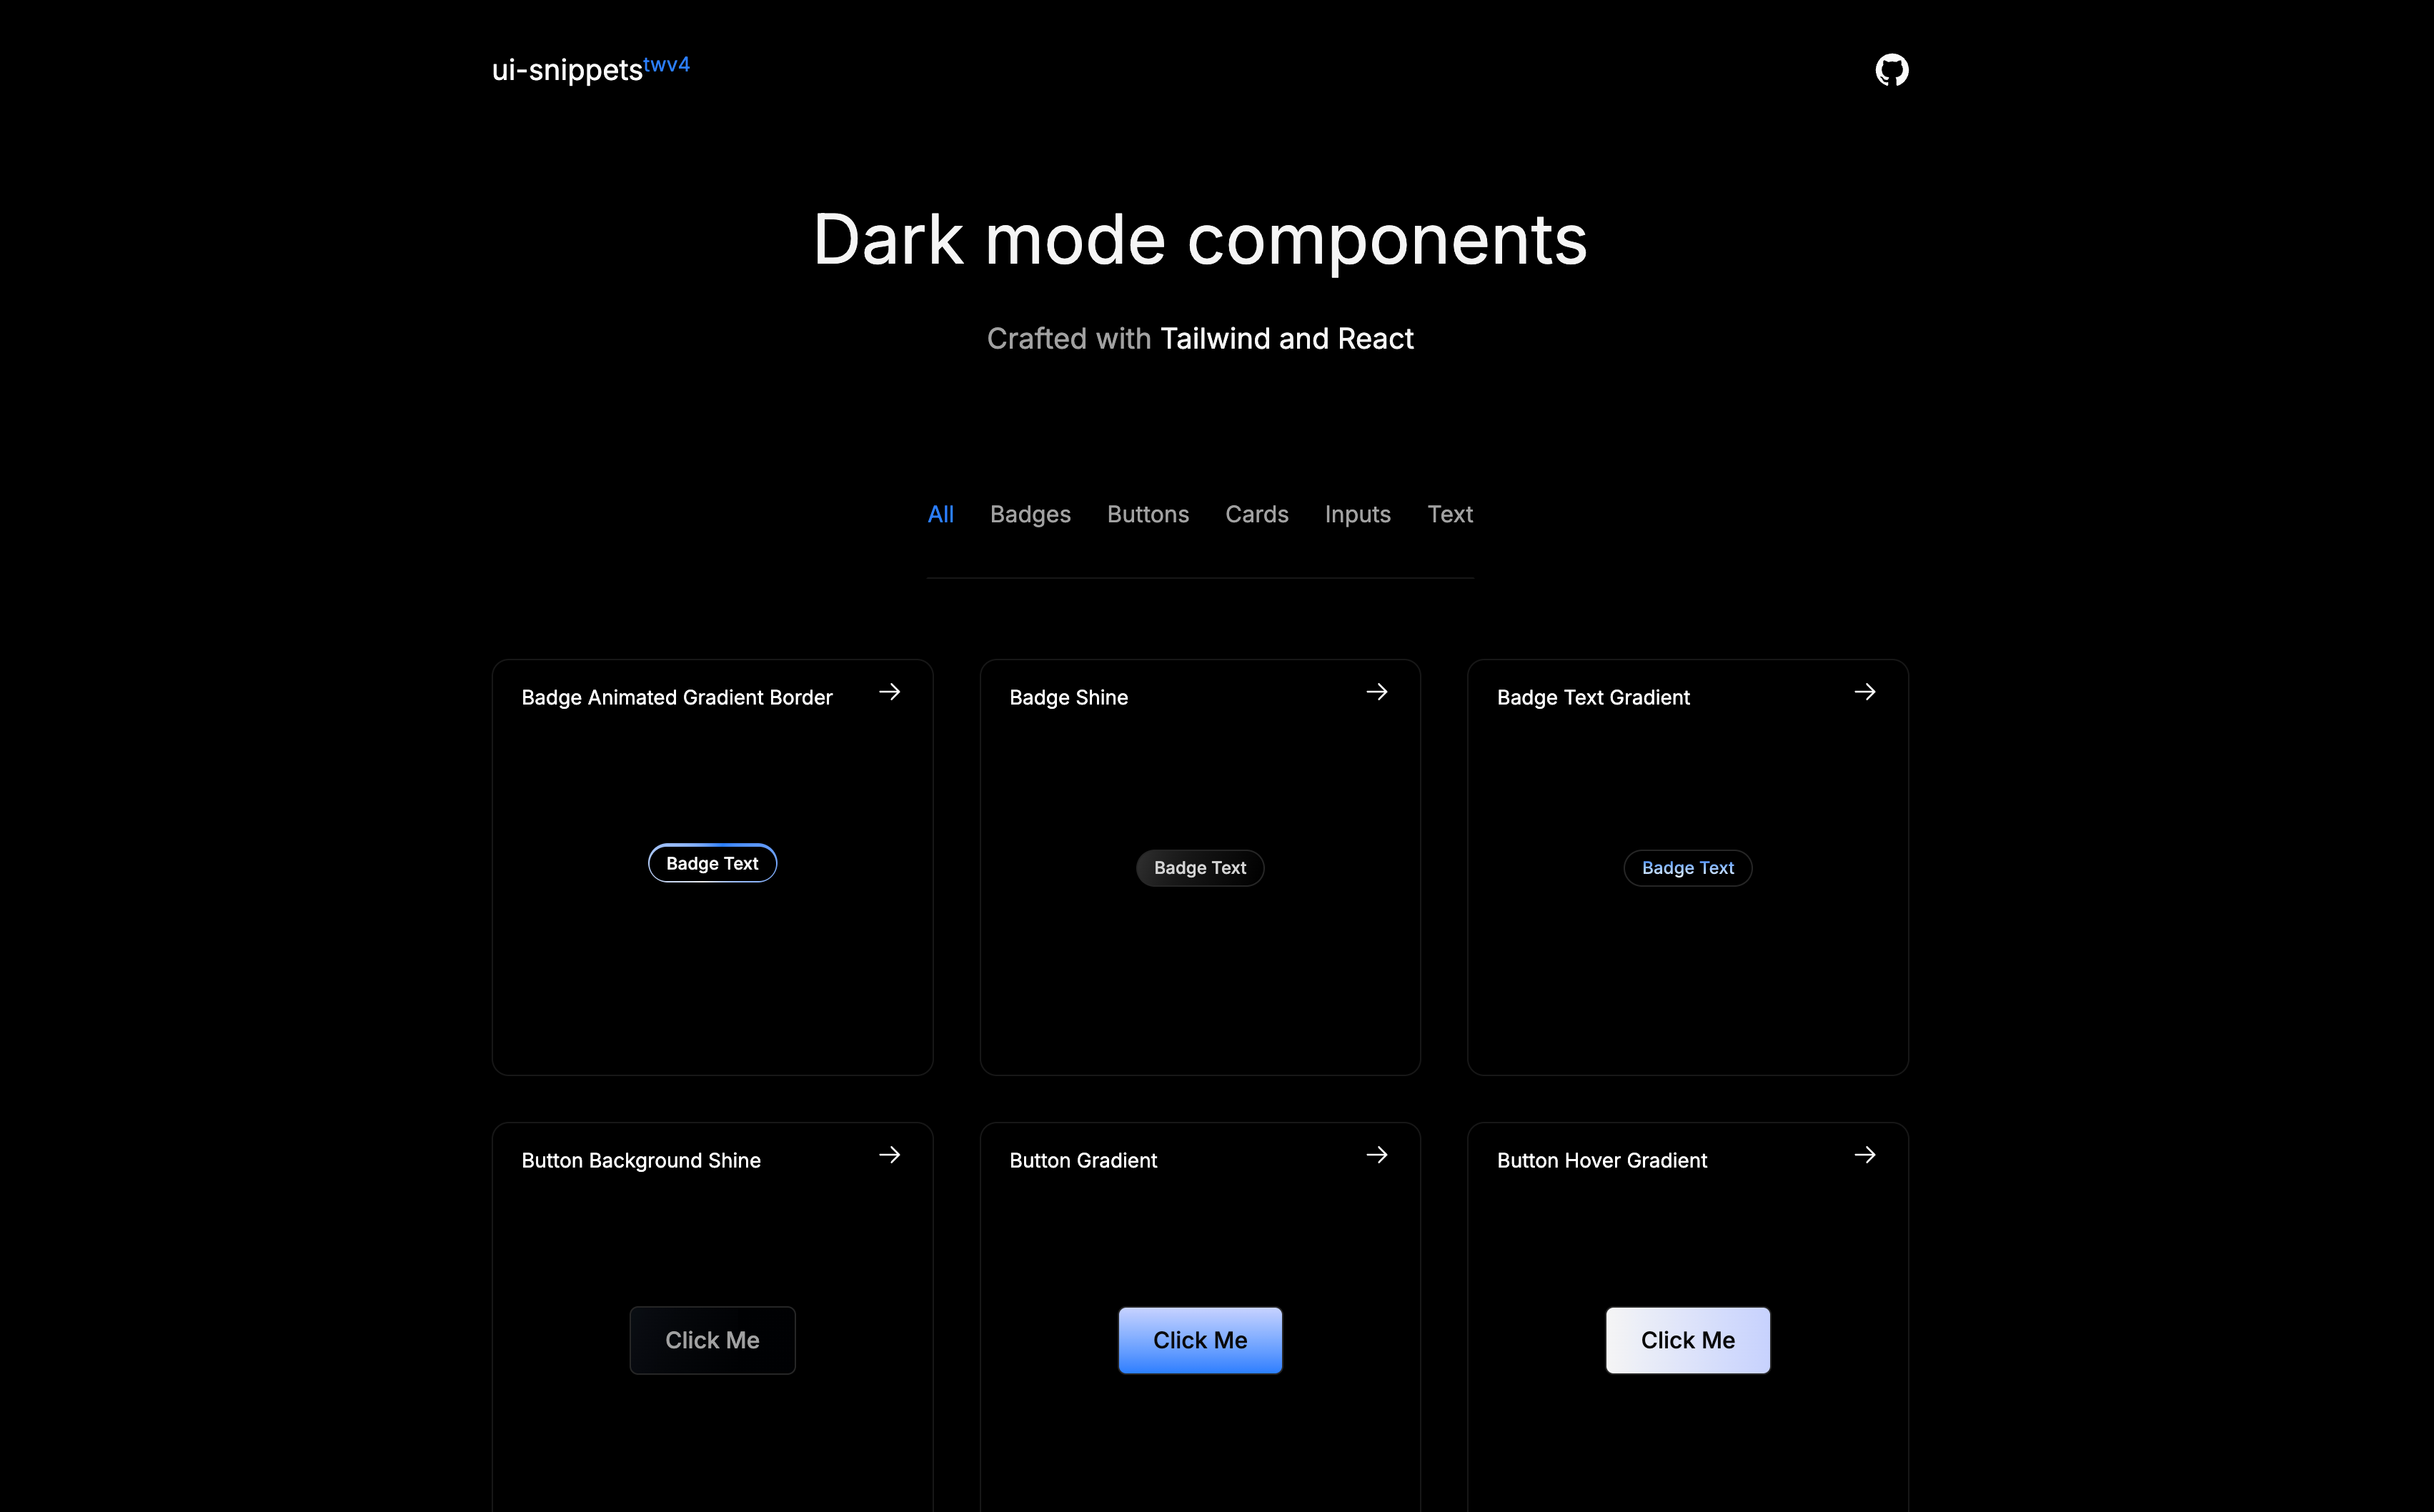 ui-snippetstwv4
Dark mode components
Crafted with Tailwind and React
All Badges Buttons Cards Inputs Text
Badge Animated Gradient Border
Badge Shine
Badge Text Gradient
Badge Text
Badge Text
Badge Text
Button Background Shine
Button Gradient
Button Hover Gradient
Click Me
Click Me
Click Me